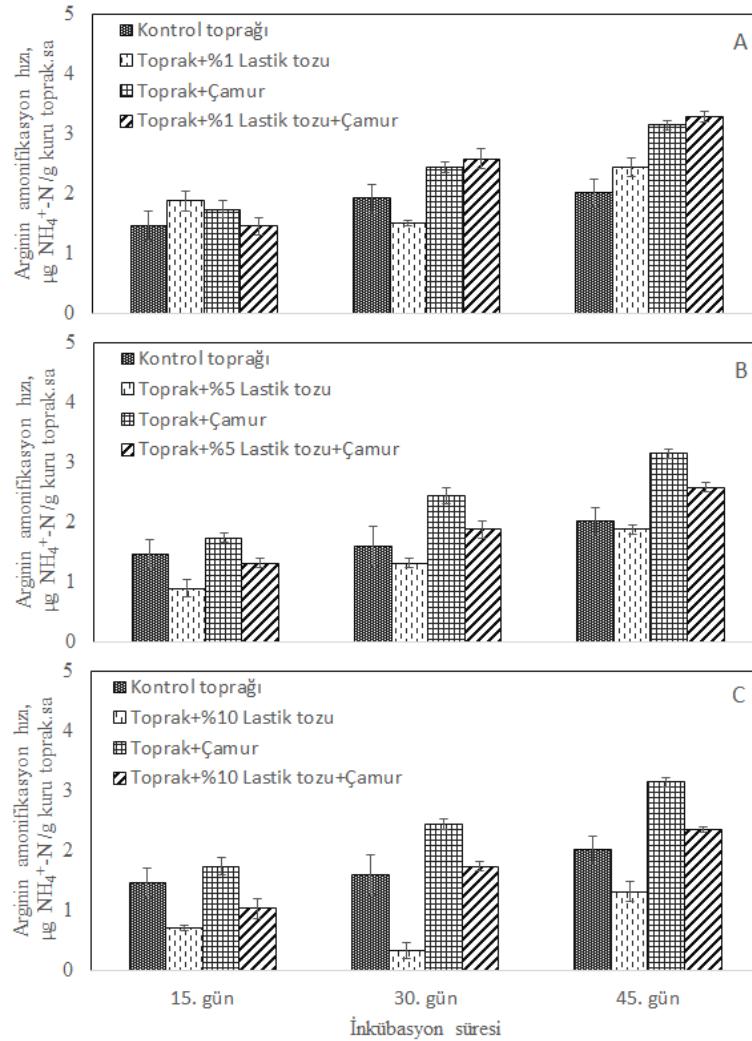 5
4
3
2
1
0
Arginin amonifikasyon hızı,
µg NH₄⁺-N /g kuru toprak.sa
A
Kontrol toprağı
Toprak+%1 Lastik tozu
Toprak+Çamur
Toprak+%1 Lastik tozu+Çamur
5
4
3
2
1
0
Arginin amonifikasyon hızı,
µg NH₄⁺-N /g kuru toprak.sa
B
Kontrol toprağı
Toprak+%5 Lastik tozu
Toprak+Çamur
Toprak+%5 Lastik tozu+Çamur
5
4
3
2
1
0
Arginin amonifikasyon hızı,
µg NH₄⁺-N /g kuru toprak.sa
C
Kontrol toprağı
Toprak+%10 Lastik tozu
Toprak+Çamur
Toprak+%10 Lastik tozu+Çamur
15. gün 30. gün 45. gün
İnkübasyon süresi